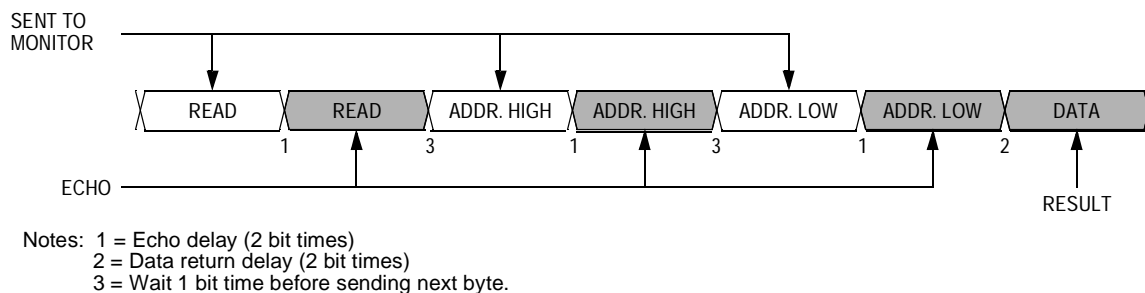 SENT TO
MONITOR
READ READ ADDR. HIGH ADDR. HIGH ADDR. LOW ADDR. LOW DATA
1 3 1 3 1 2
ECHO
RESULT
Notes: 1 = Echo delay (2 bit times)
2 = Data return delay (2 bit times)
3 = Wait 1 bit time before sending next byte.